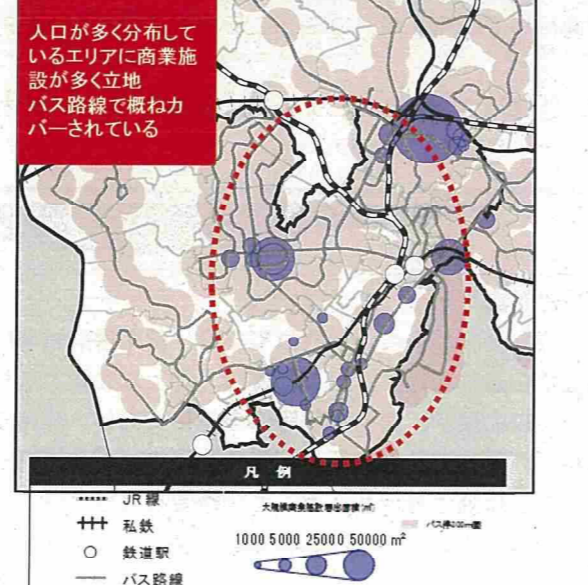 人口が多く分布して
いるエリアに商業施
設が多く立地
バス路線で概ねカ
バーされている
凡 例
JR線
私鉄
鉄道駅
バス路線
1000 5000 25000 50000 ㎡